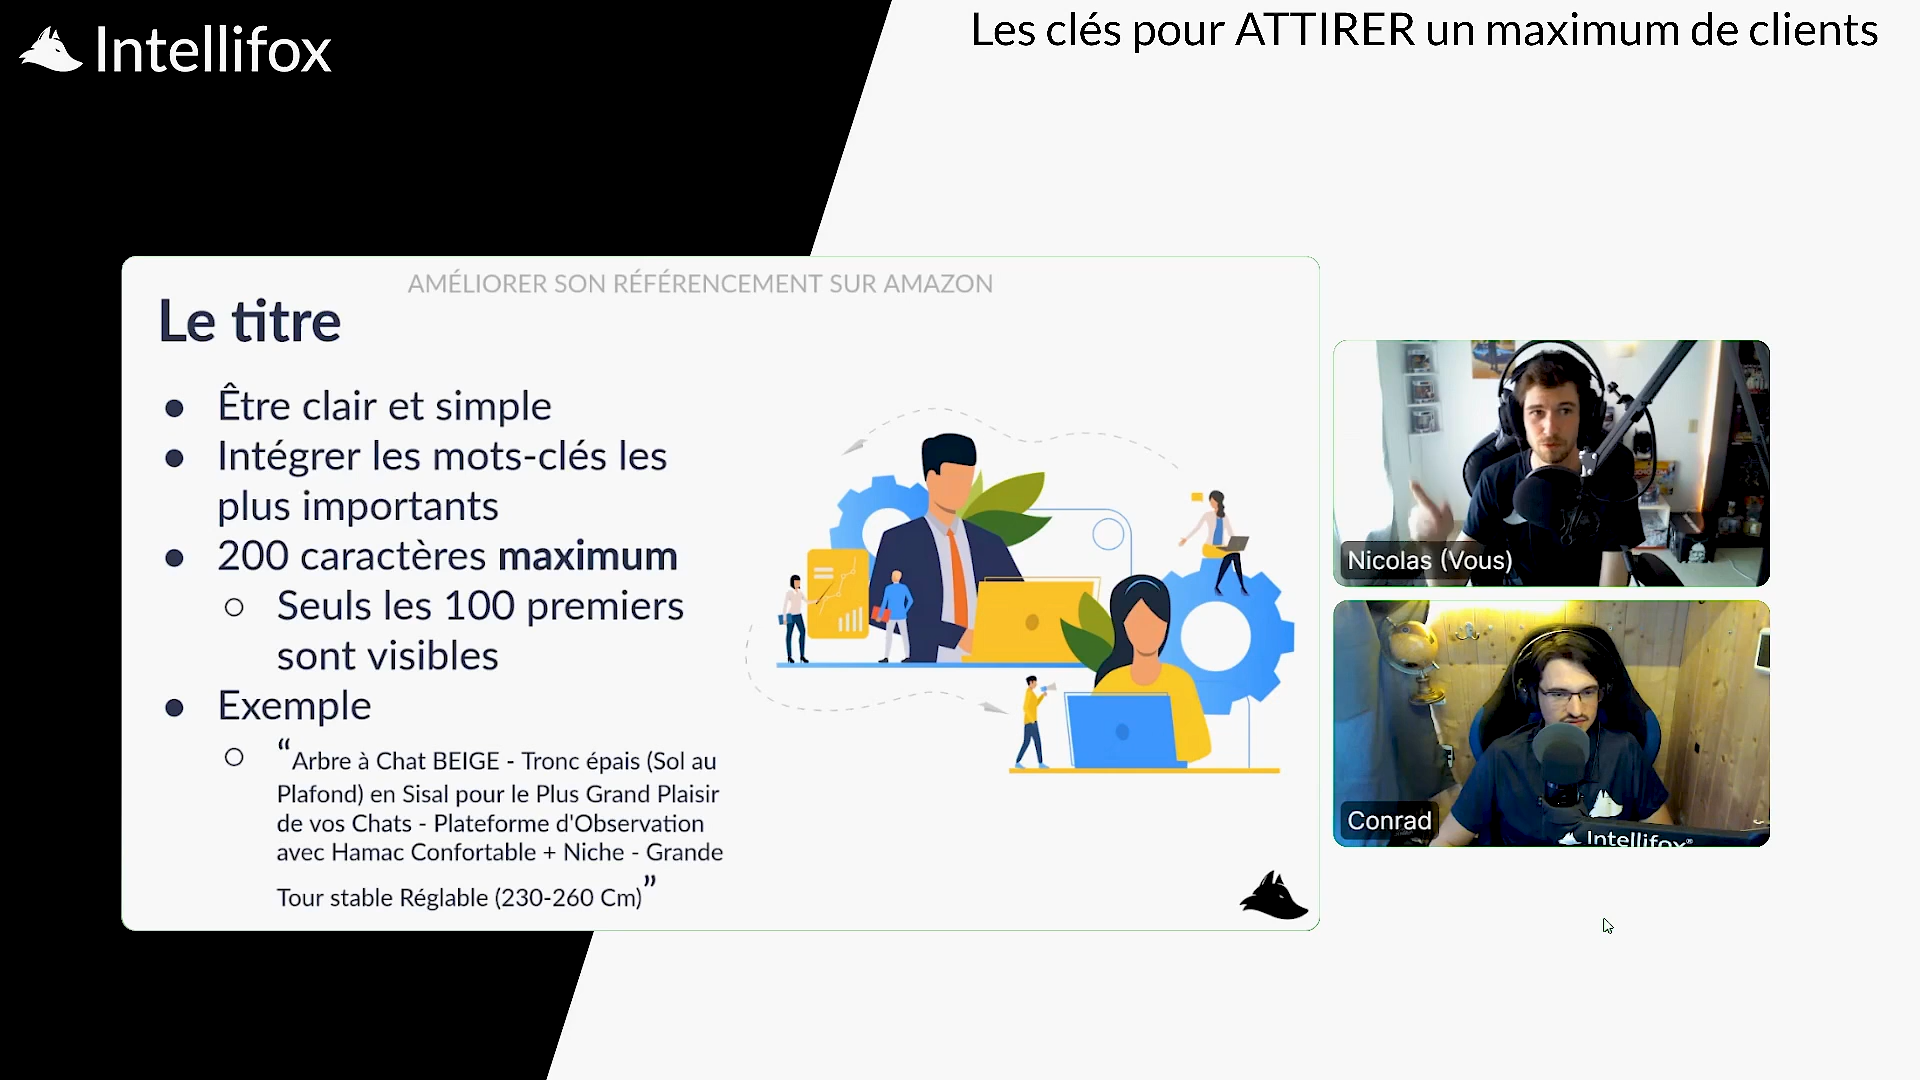 Intellifox
Les clés pour ATTIRER un maximum de clients
AMÉLIORER SON RÉFÉRENCEMENT SUR AMAZON
Le titre
● Être clair et simple
● Intégrer les mots-clés les
plus importants
● 200 caractères maximum
○ Seuls les 100 premiers
sont visibles
● Exemple
○ “Arbre à Chat BEIGE - Tronc épais (Sol au
Plafond) en Sisal pour le Plus Grand Plaisir
de vos Chats - Plateforme d'Observation
avec Hamac Confortable + Niche - Grande
Tour stable Réglable (230-260 Cm)”
Nicolas (Vous)
Conrad
Intellifox®